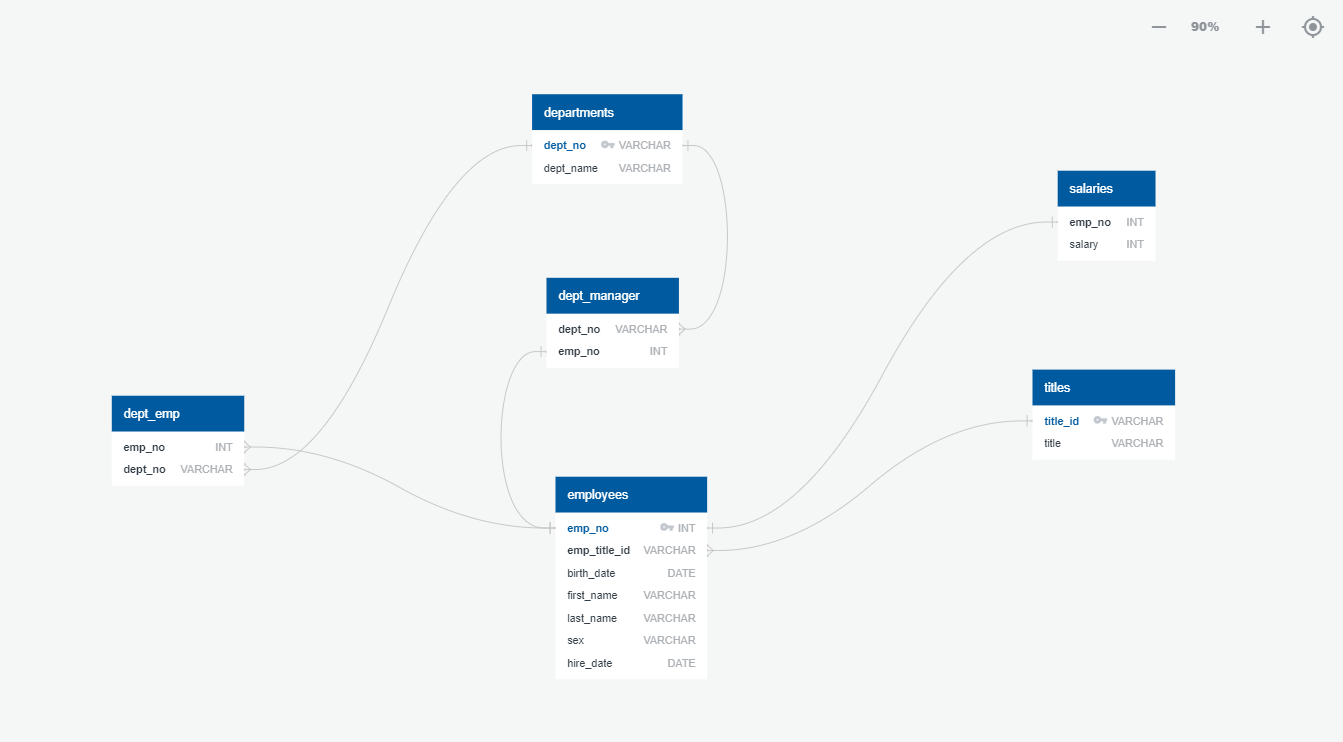 90%
departments
dept_no VARCHAR
dept_name VARCHAR
salaries
emp_no INT
salary INT
dept_manager
dept_no VARCHAR
emp_no INT
titles
title_id VARCHAR
title VARCHAR
dept_emp
emp_no INT
dept_no VARCHAR
employees
emp_no INT
emp_title_id VARCHAR
birth_date DATE
first_name VARCHAR
last_name VARCHAR
sex VARCHAR
hire_date DATE